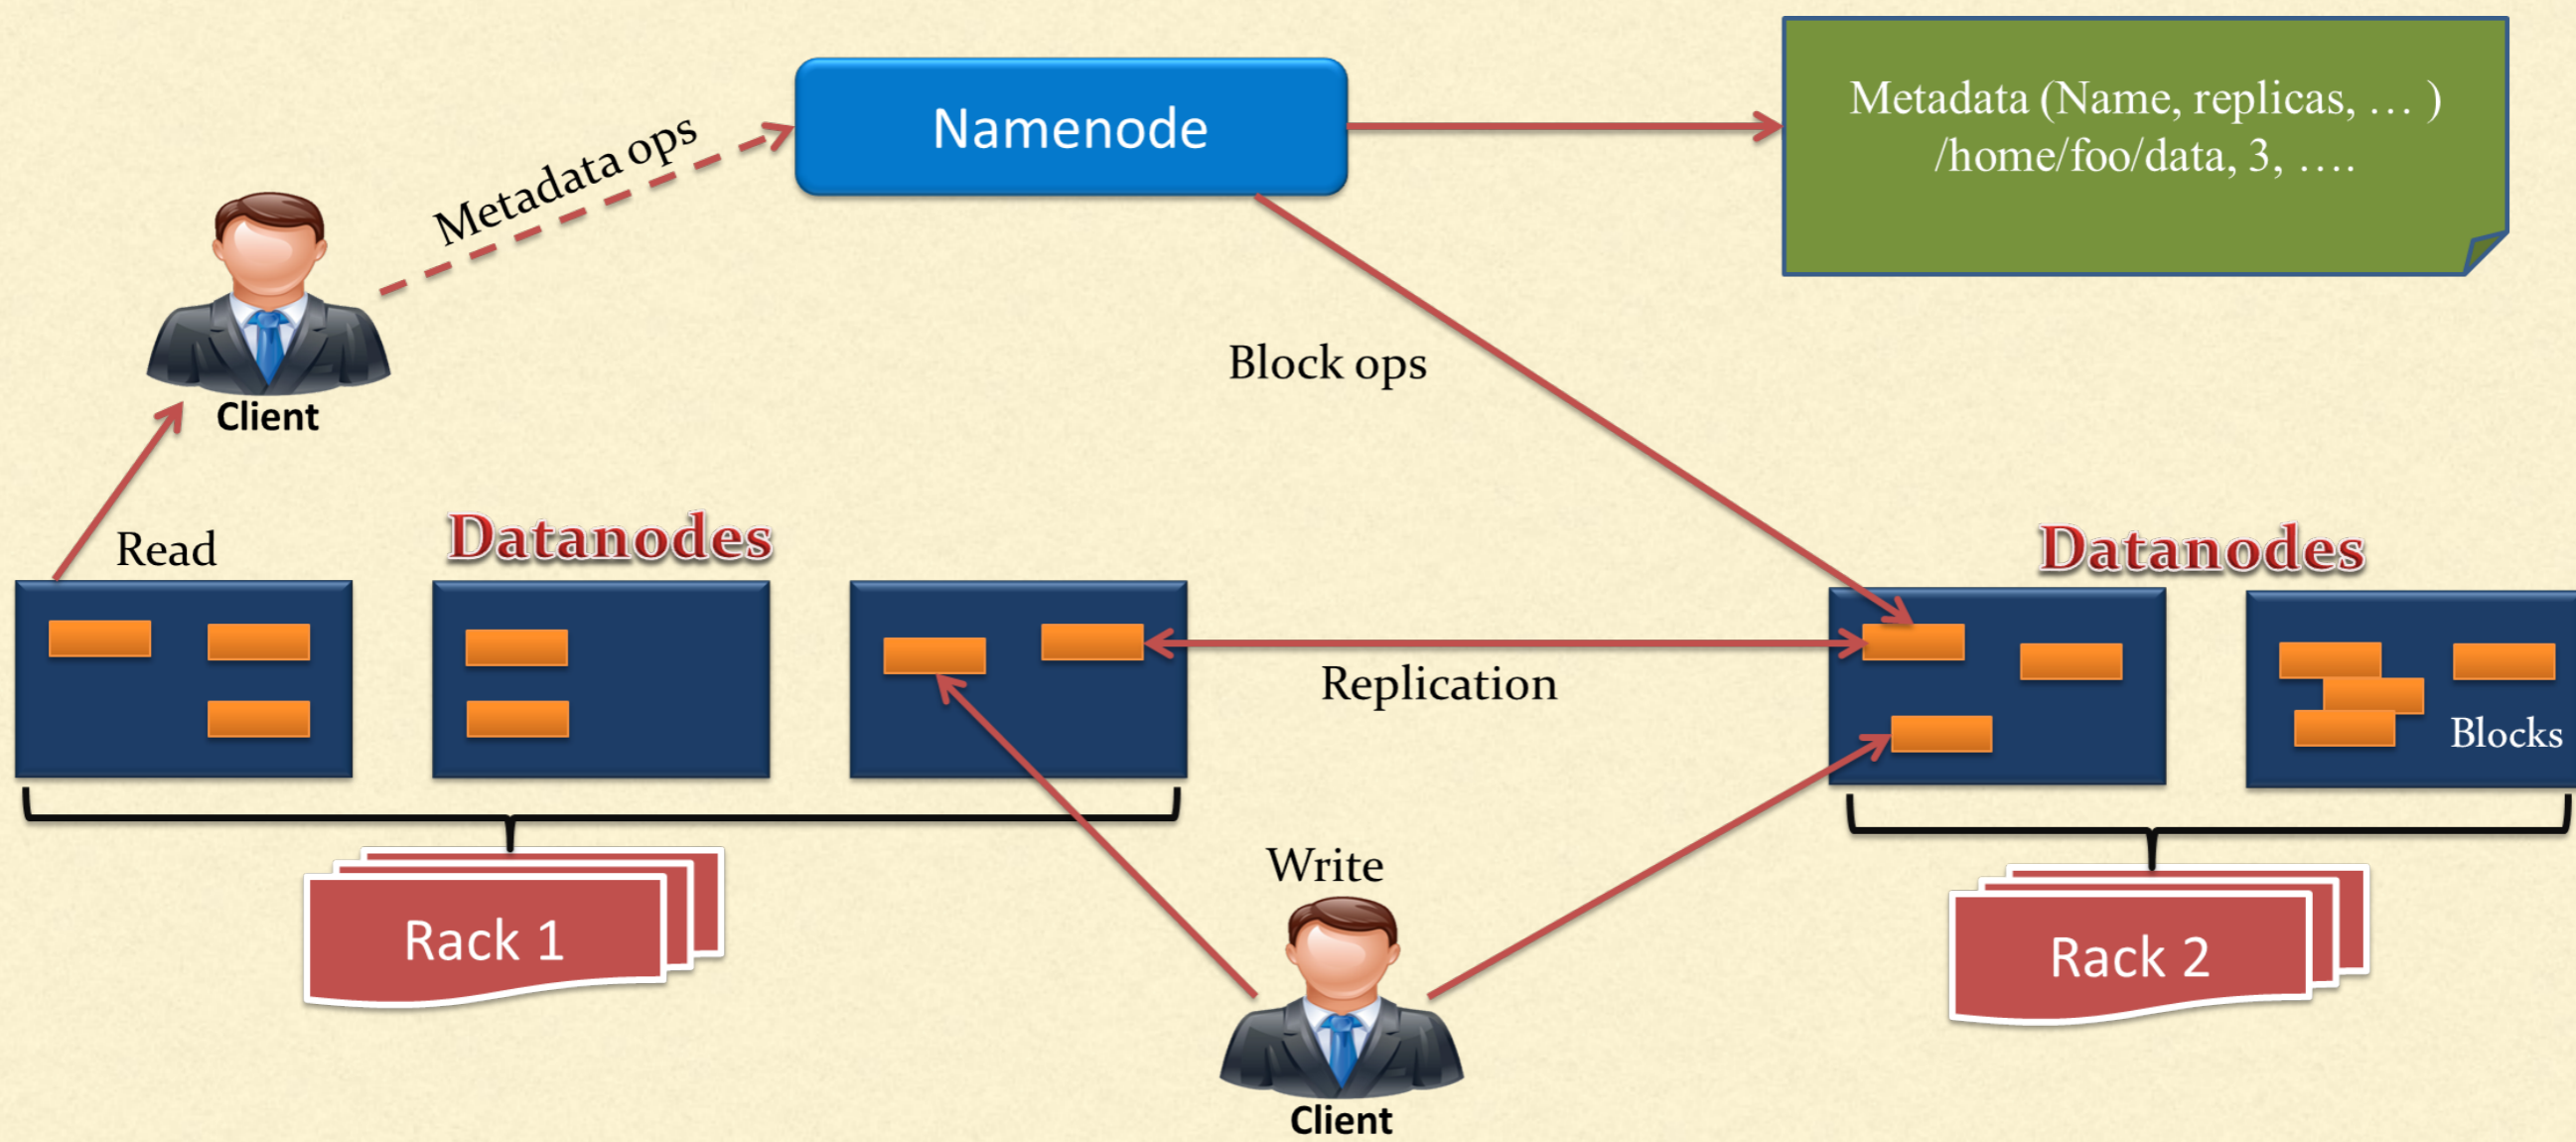 Namenode
Metadata (Name, replicas, ... )
/home/foo/data, 3, ....
Metadata ops
Client
Block ops
Read
Datanodes
Datanodes
Replication
Blocks
Write
Rack 1
Rack 2
Client